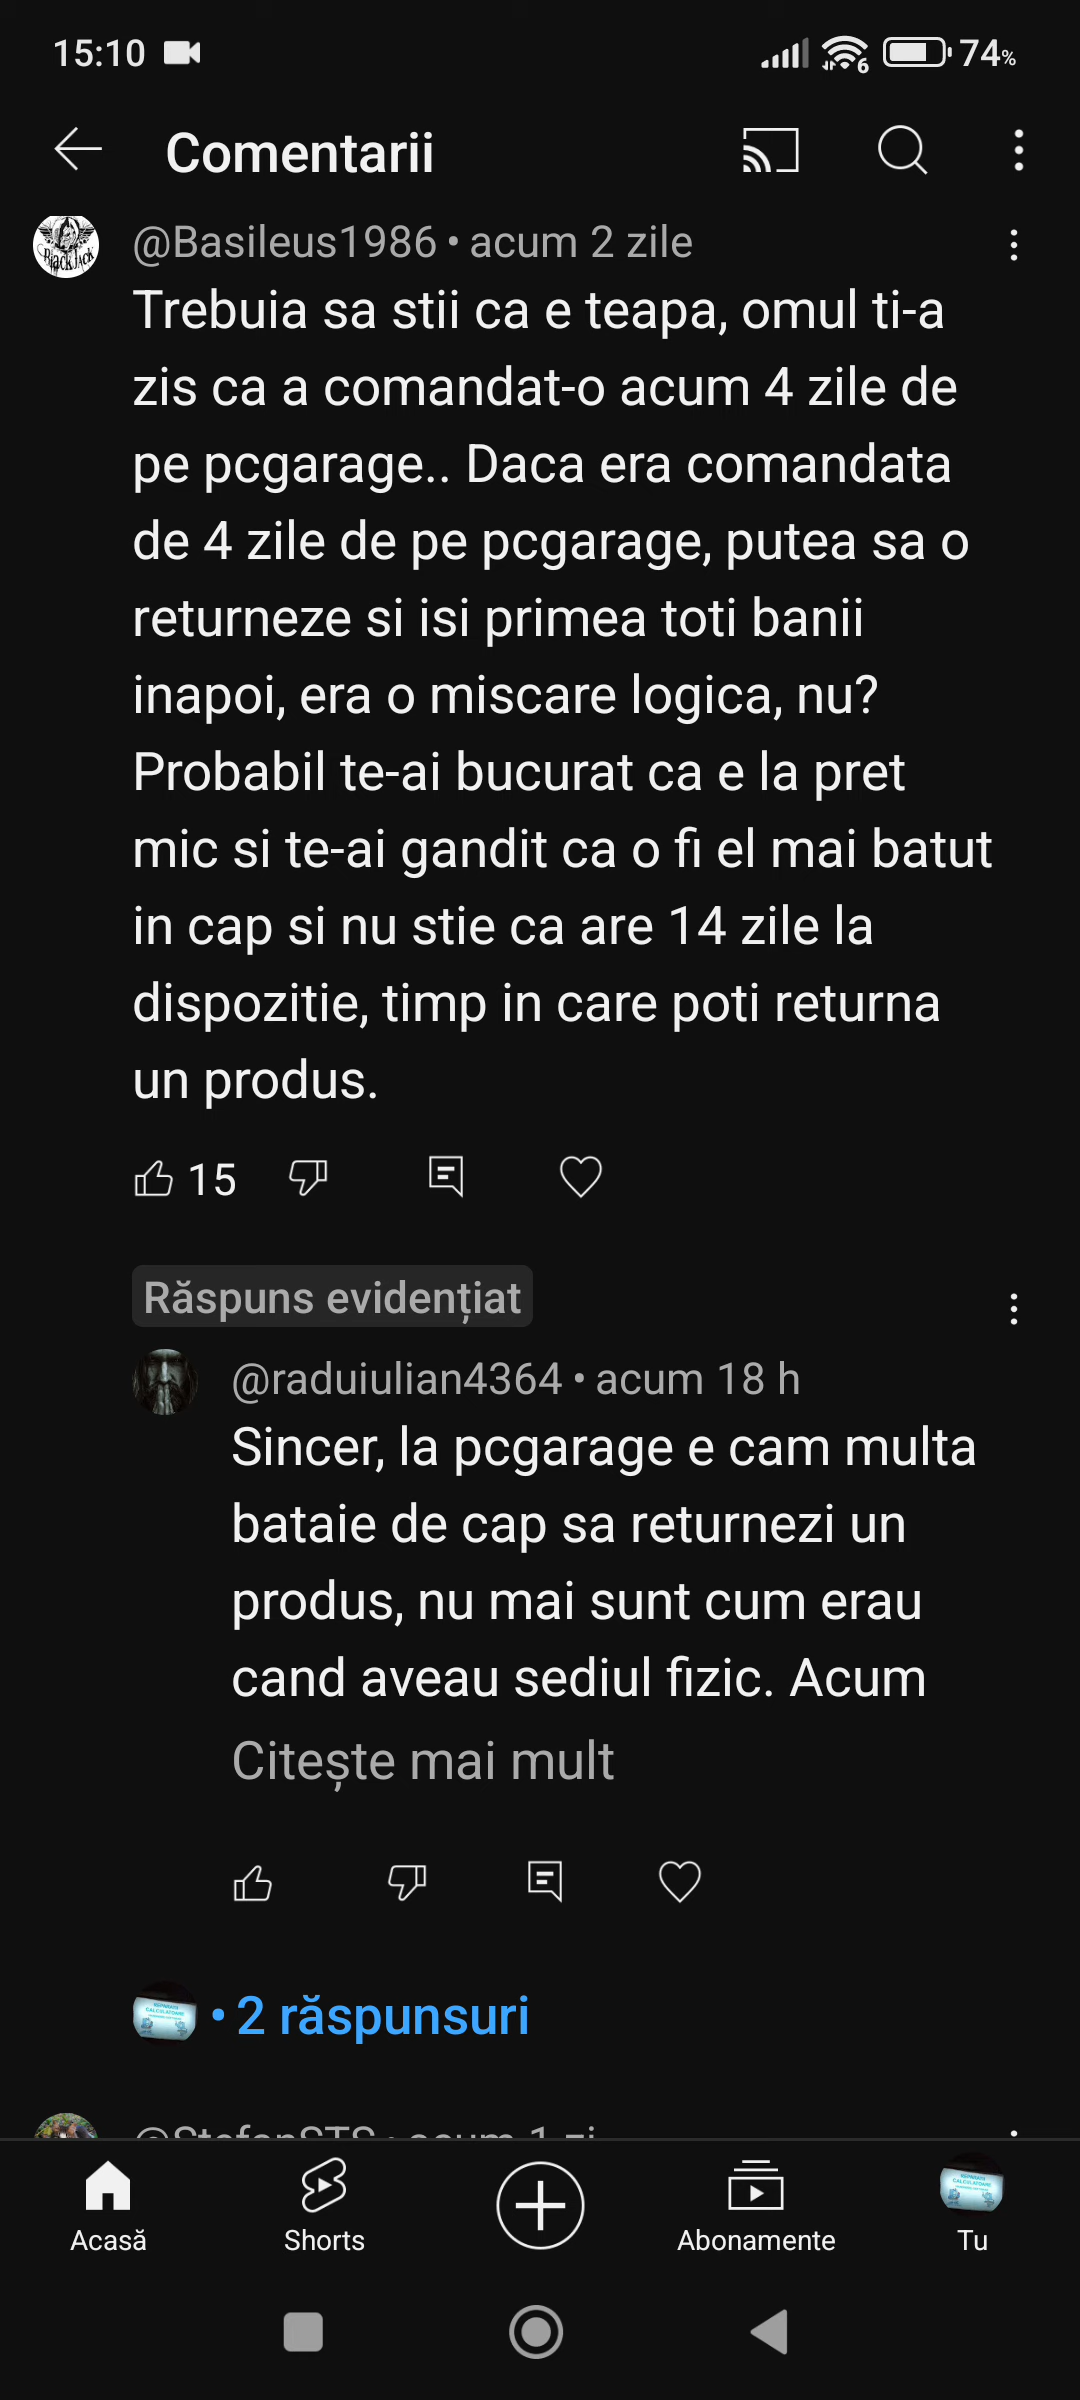 15:10
6
74%
Comentarii
@Basileus1986 • acum 2 zile
Trebuia sa stii ca e teapa, omul ti-a
zis ca a comandat-o acum 4 zile de
pe pcgarage.. Daca era comandata
de 4 zile de pe pcgarage, putea sa o
returneze si isi primea toti banii
inapoi, era o miscare logica, nu?
Probabil te-ai bucurat ca e la pret
mic si te-ai gandit ca o fi el mai batut
in cap si nu stie ca are 14 zile la
dispozitie, timp in care poti returna
un produs.
15
Răspuns evidențiat
@raduiulian4364 • acum 18 h
Sincer, la pcgarage e cam multa
bataie de cap sa returnezi un
produs, nu mai sunt cum erau
cand aveau sediul fizic. Acum
Citește mai mult
• 2 răspunsuri
@StefanSTS • acum 1 zi
Acasă
Shorts
Abonamente
Tu